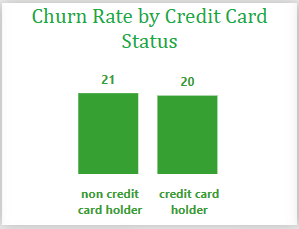 Churn Rate by Credit Card
Status
21
20
non credit
card holder
credit card
holder